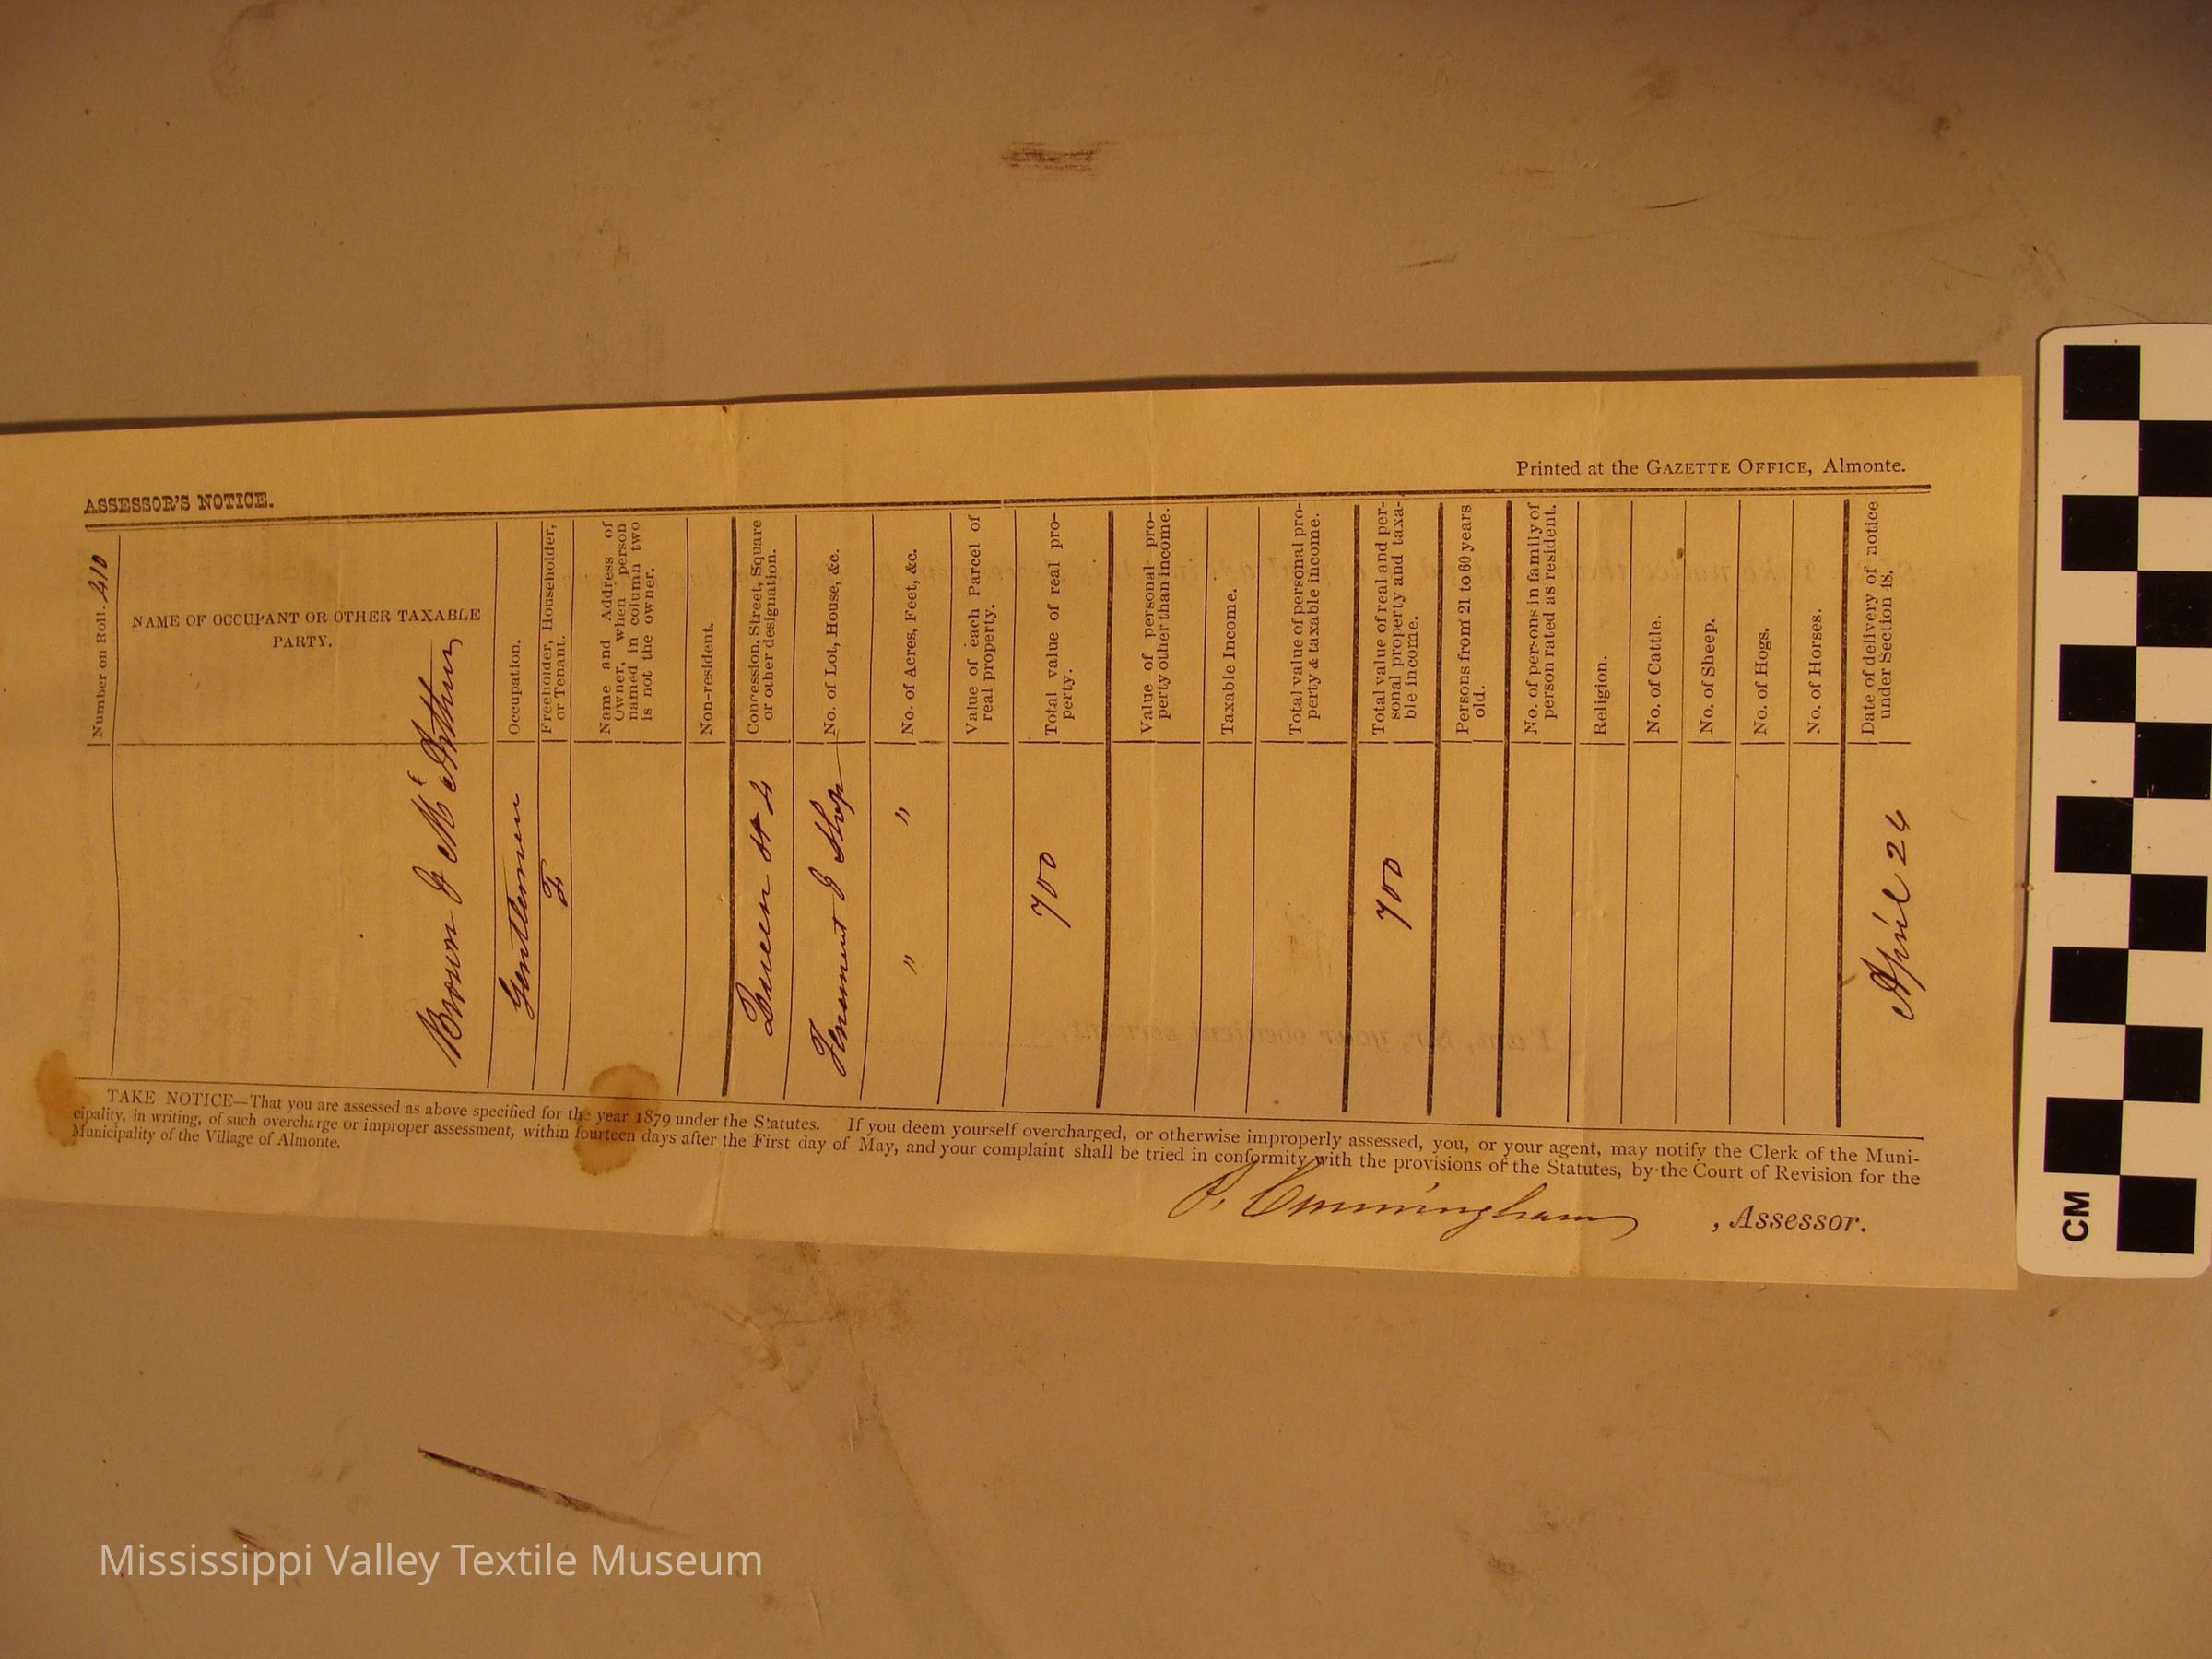 Printed at the GAZETTE OFFICE, Almonte.
ASSESSOR'S NOTICE.
Number on Roll. 210
NAME OF OCCUPANT OR OTHER TAXABLE
PARTY.
Brown & McArthur
Occupation.
Gentlemen
Freeholder, Householder,
or Tenant.
F
Name and Address of
Owner, when person
named in column two
is not the owner.
Non-resident.
Concession, Street, Square
or other designation.
Queen St
No. of Lot, House, &c.
Tenement & Shop
No. of Acres, Feet, &c.
" "
Value of each Parcel of
real property.
Total value of real pro-
perty.
700
Value of personal pro-
perty other than income.
Taxable Income.
Total value of personal pro-
perty & taxable income.
Total value of real and per-
sonal property and taxa-
ble income.
700
Persons from 21 to 60 years
old.
No. of persons in family of
person rated as resident.
Religion.
No. of Cattle.
No. of Sheep.
No. of Hogs.
No. of Horses.
Date of delivery of notice
under Section 48.
April 24
TAKE NOTICE—That you are assessed as above specified for the year 1879 under the Statutes. If you deem yourself overcharged, or otherwise improperly assessed, you, or your agent, may notify the Clerk of the Muni-
cipality, in writing, of such overcharge or improper assessment, within fourteen days after the First day of May, and your complaint shall be tried in conformity with the provisions of the Statutes, by the Court of Revision for the
Municipality of the Village of Almonte.
P. Cunningham, Assessor.
CM
Mississippi Valley Textile Museum